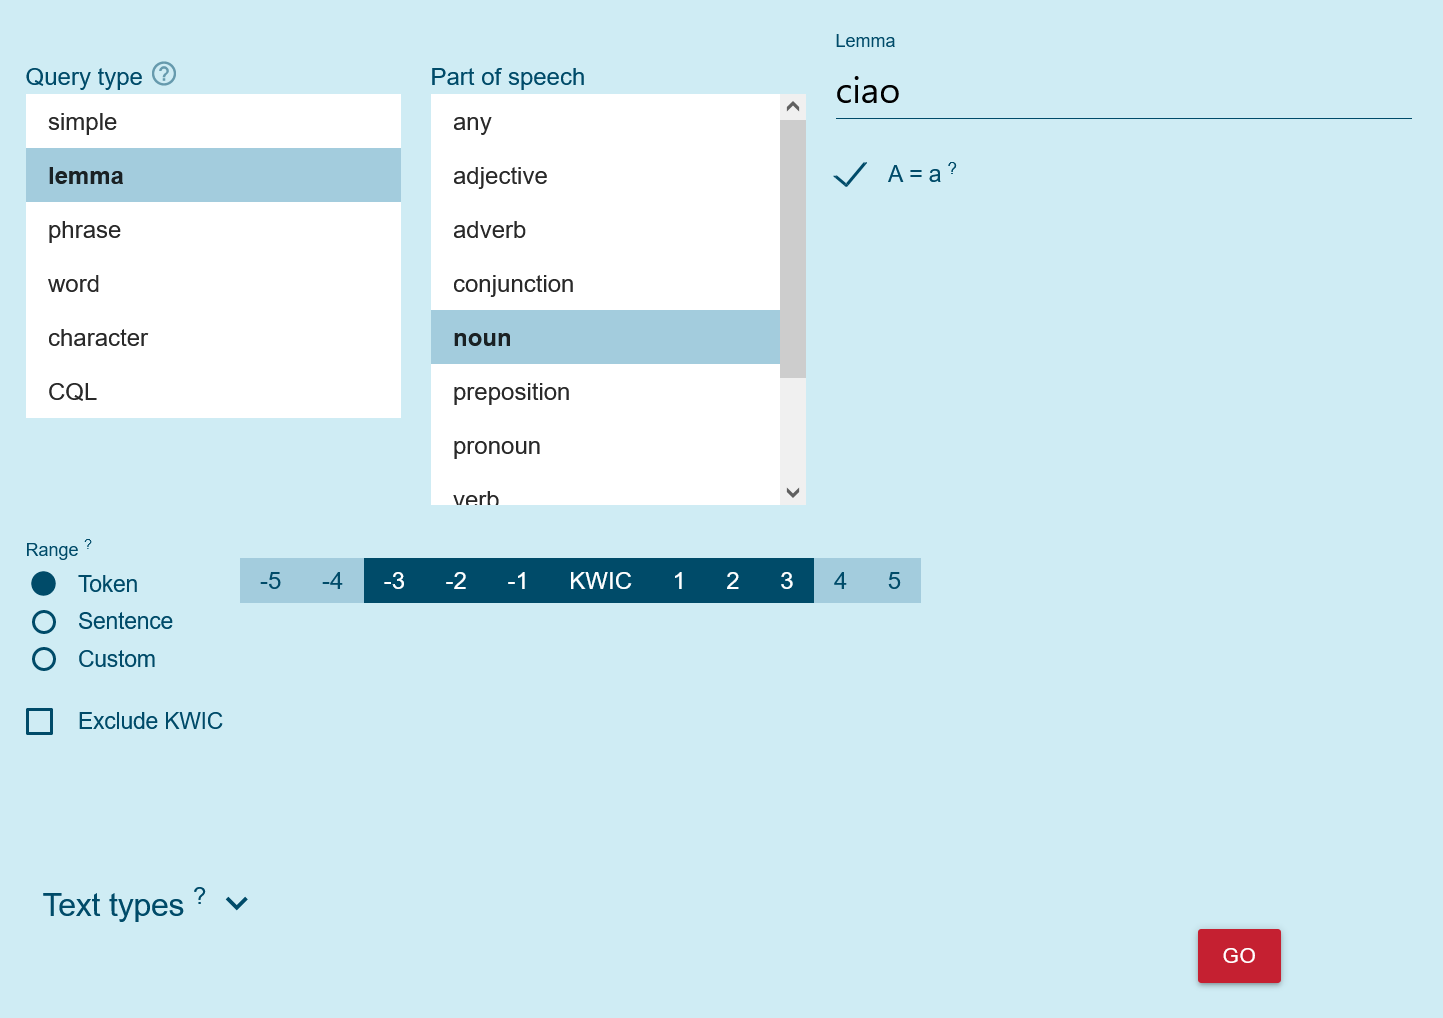 Query type ?
simple
lemma
phrase
word
character
CQL
Part of speech
any
adjective
adverb
conjunction
noun
preposition
pronoun
verb
Lemma
ciao
A = a ?
Range ?
Token
Sentence
Custom
-5 -4 -3 -2 -1 KWIC 1 2 3 4 5
Exclude KWIC
Text types ?
GO